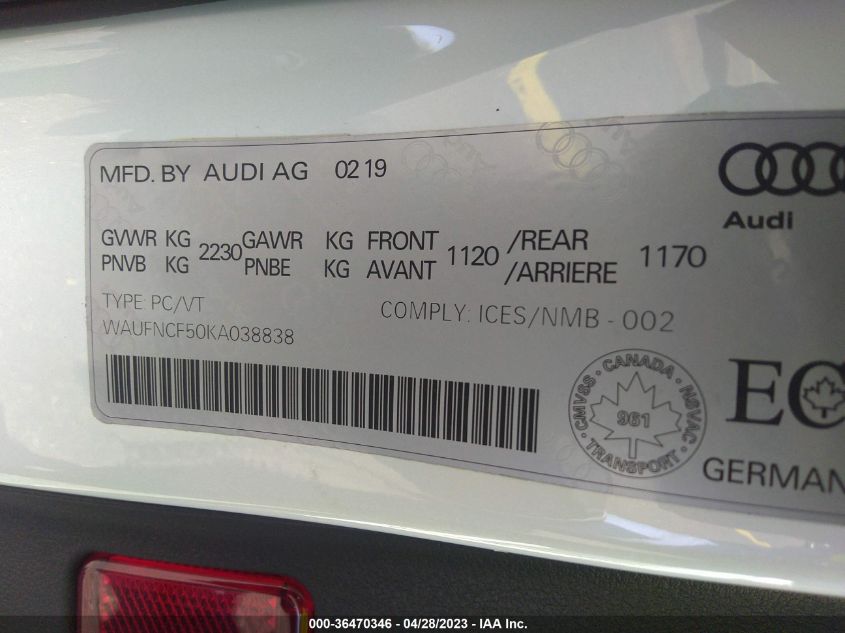 MFD. BY AUDI AG 02 19
Audi
GVWR KG 2230 GAWR KG FRONT 1120 /REAR 1170
PNVB KG PNBE KG AVANT /ARRIERE
TYPE: PC/VT COMPLY: ICES/NMB - 002
WAUFNCF50KA038838
CANADA
CMVSS NSVAC
961
TRANSPORT
EC
GERMAN
000-36470346 - 04/28/2023 - IAA Inc.